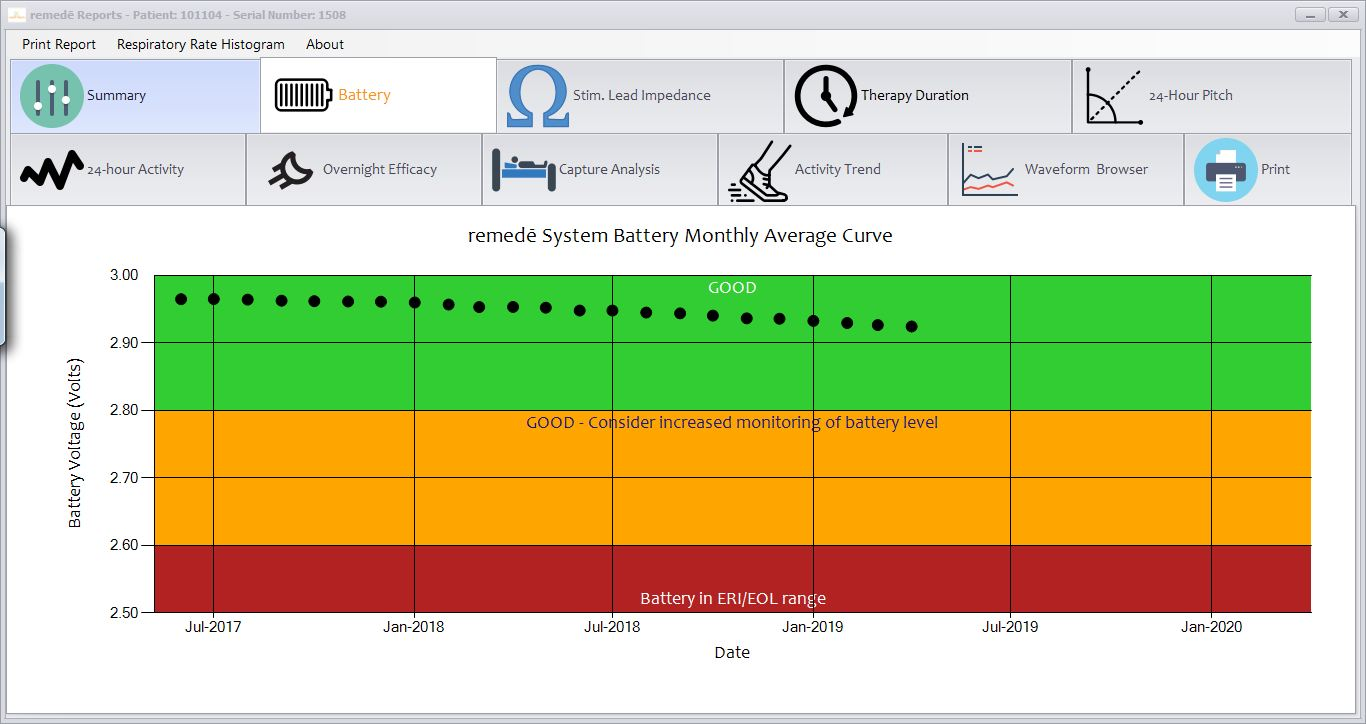 remedē Reports - Patient: 101104 - Serial Number: 1508
Print Report Respiratory Rate Histogram About
Summary Battery Stim. Lead Impedance Therapy Duration 24-Hour Pitch
24-hour Activity Overnight Efficacy Capture Analysis Activity Trend Waveform Browser Print
remedē System Battery Monthly Average Curve
3.00
GOOD
2.90
2.80
GOOD - Consider increased monitoring of battery level
2.70
2.60
Battery in ERI/EOL range
2.50
Battery Voltage (Volts)
Jul-2017 Jan-2018 Jul-2018 Jan-2019 Jul-2019 Jan-2020
Date